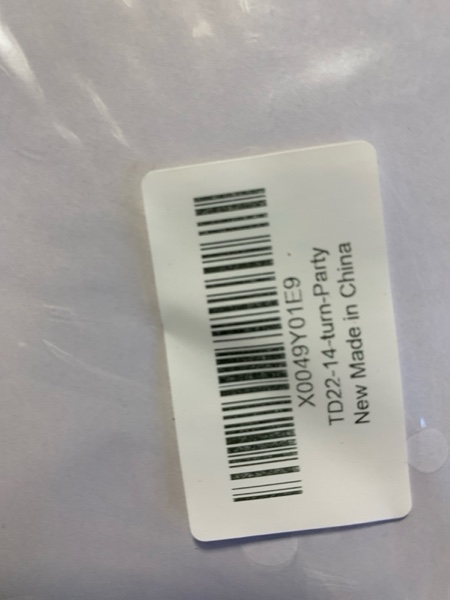 X0049Y01E9
TD22-14-turn-Party
New Made in China